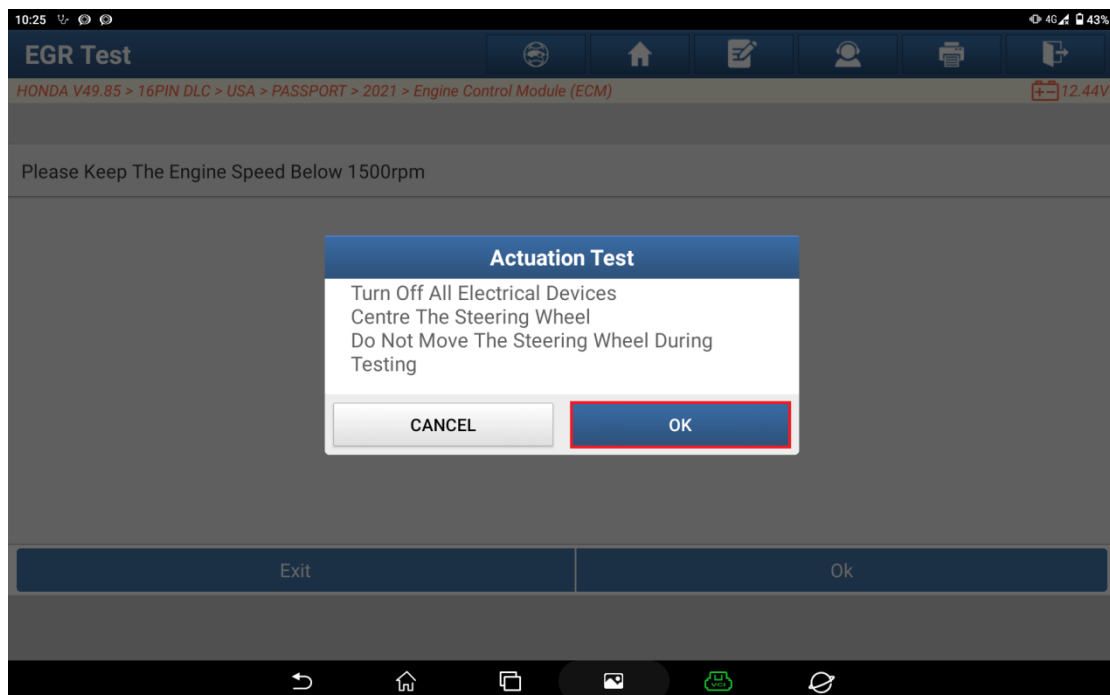 10:25 4G 43%
EGR Test
HONDA V49.85 > 16PIN DLC > USA > PASSPORT > 2021 > Engine Control Module (ECM) 12.44V
Please Keep The Engine Speed Below 1500rpm
Actuation Test
Turn Off All Electrical Devices
Centre The Steering Wheel
Do Not Move The Steering Wheel During
Testing
CANCEL OK
Exit Ok
VCI